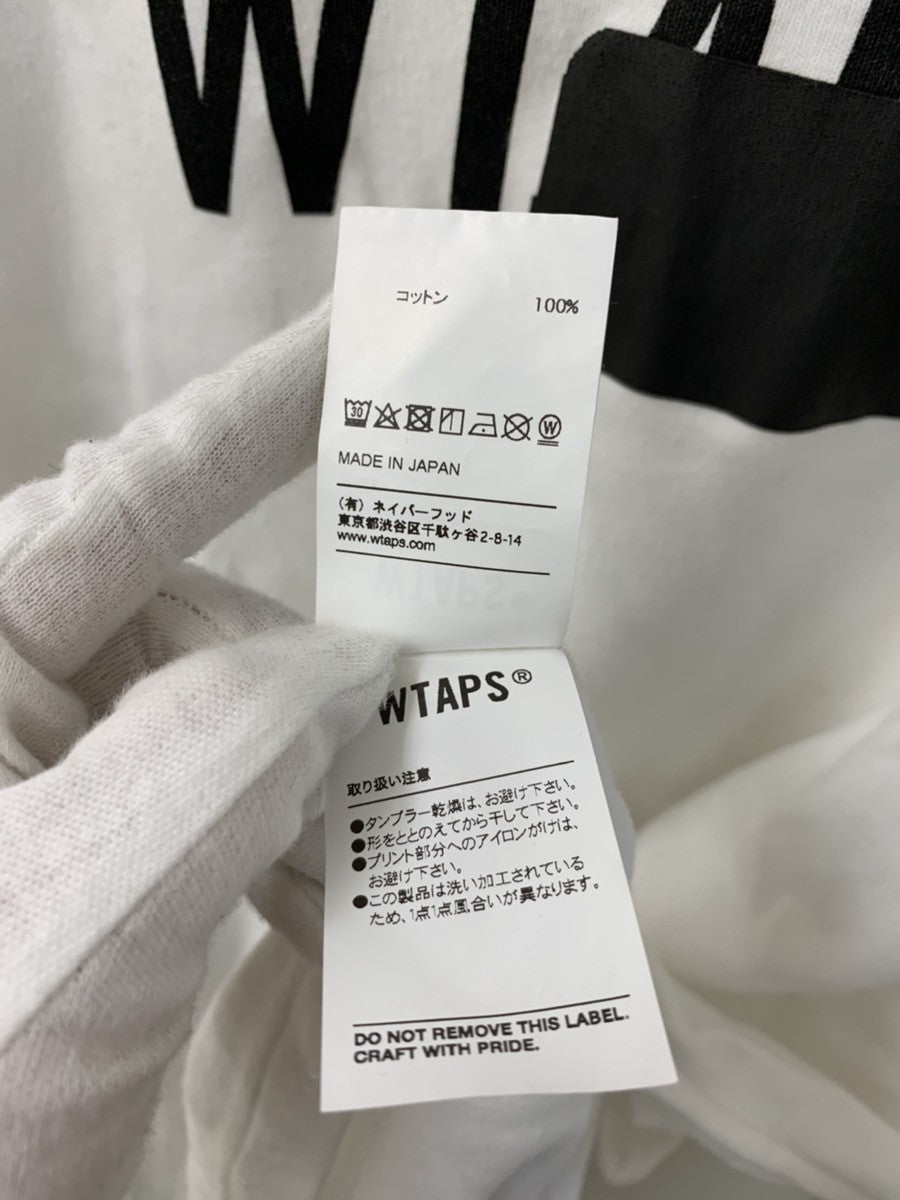 WTA
コットン 100%
30
W
MADE IN JAPAN
（有）ネイバーフッド
東京都渋谷区千駄ヶ谷2-8-14
www.wtaps.com
WTAPS®
取り扱い注意
●タンブラー乾燥は、お避け下さい。
●形をととのえてから干して下さい。
●プリント部分へのアイロンがけは、
お避け下さい。
●この製品は洗い加工されている
ため、1点1点風合いが異なります。
DO NOT REMOVE THIS LABEL.
CRAFT WITH PRIDE.